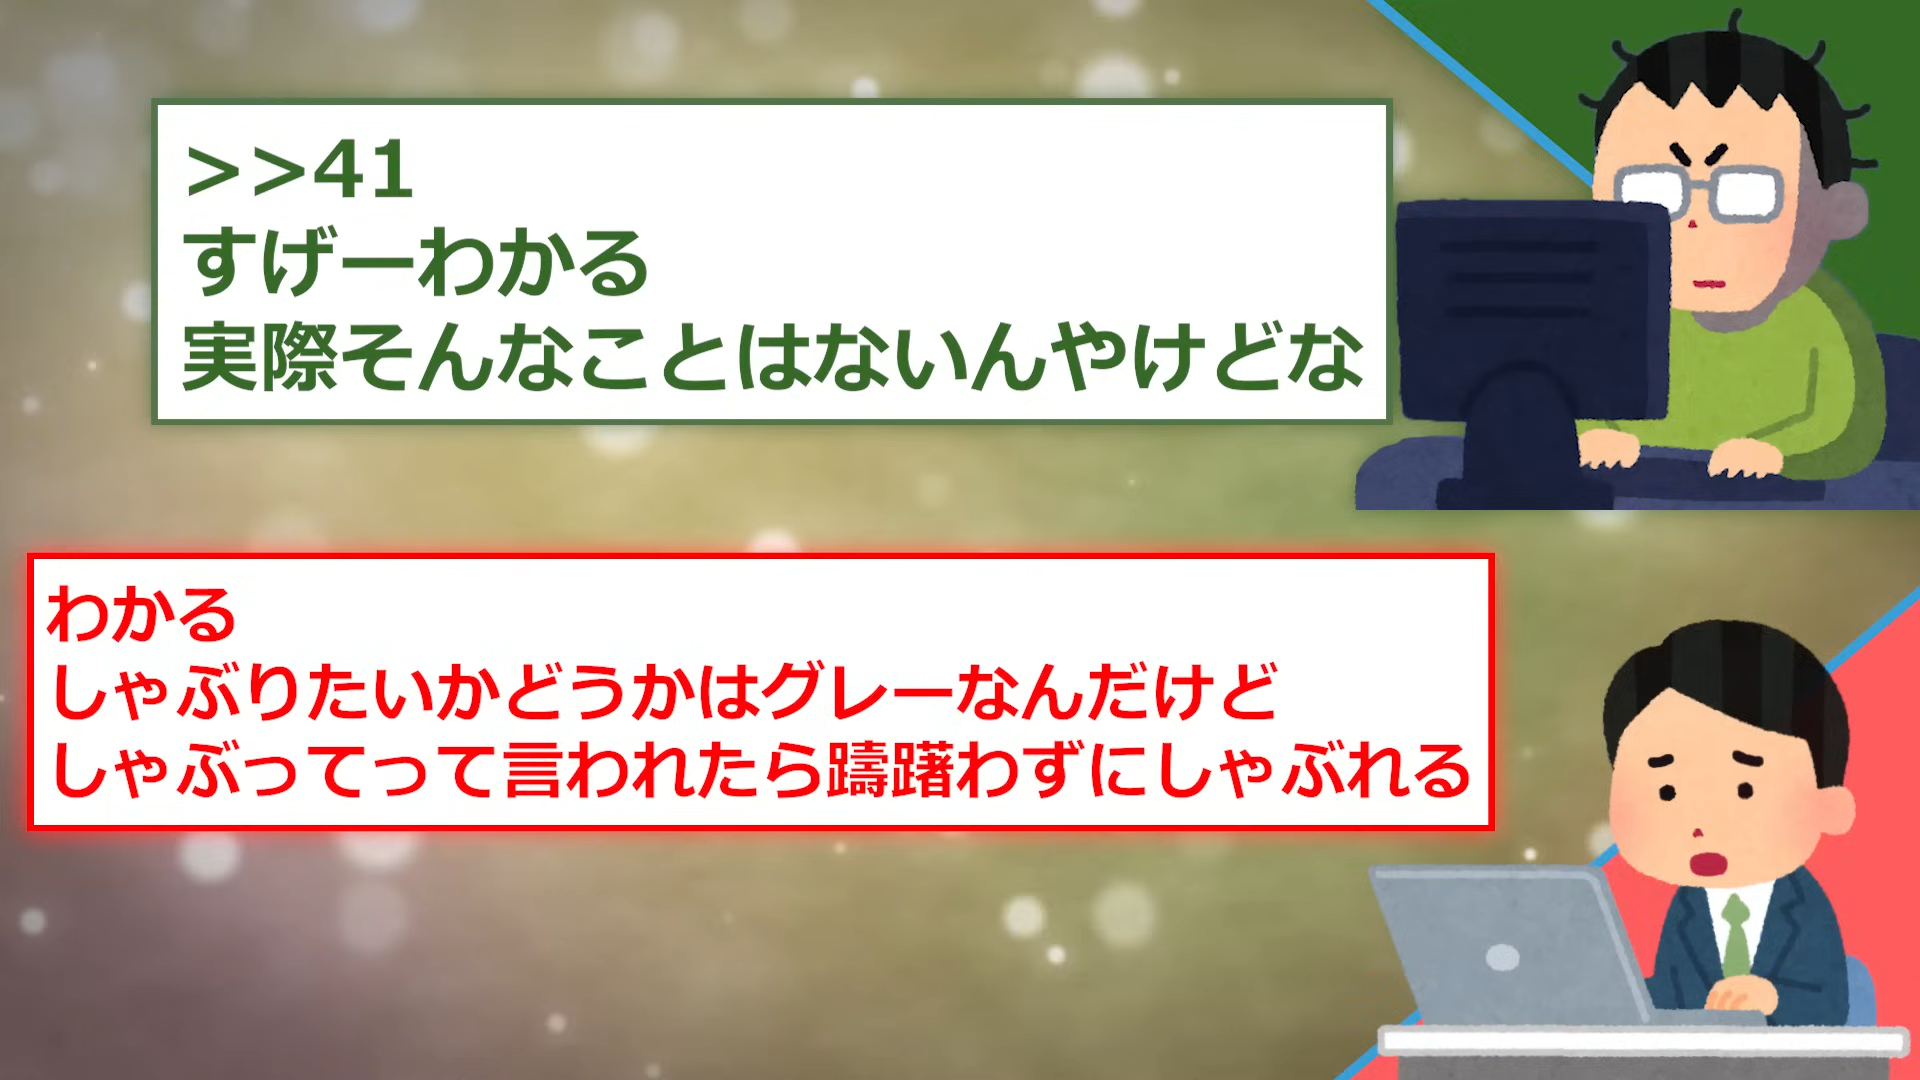 >>41
すげーわかる
実際そんなことはないんやけどな
わかる
しゃぶりたいかどうかはグレーなんだけど
しゃぶってって言われたら躊躇わずにしゃぶれる